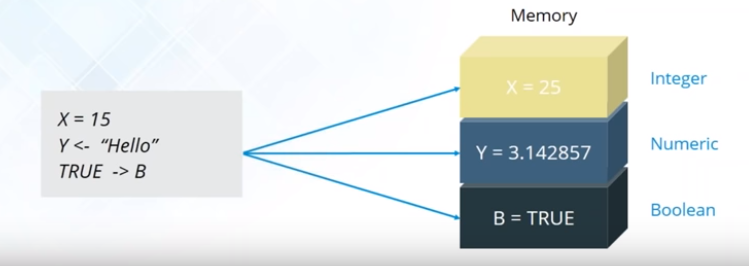 Memory
X = 15
Y <- “Hello”
TRUE -> B
X = 25
Integer
Y = 3.142857
Numeric
B = TRUE
Boolean